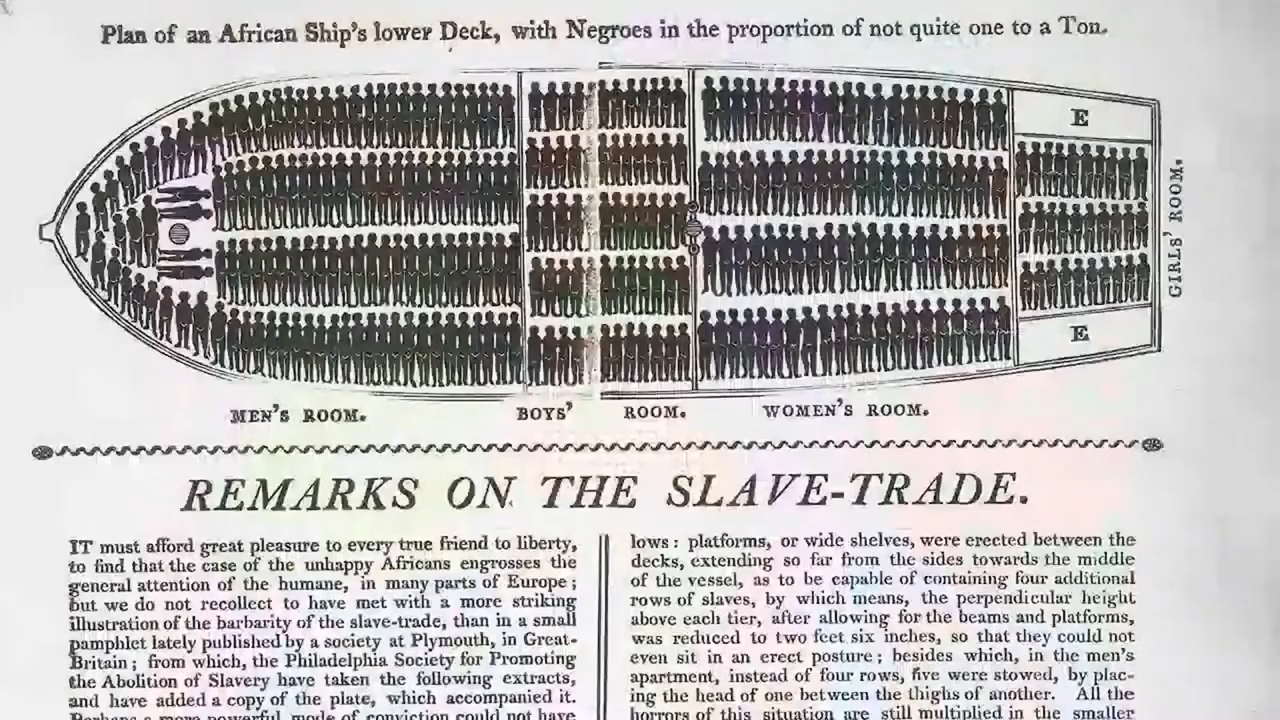 Plan of an African Ship's lower Deck, with Negroes in the proportion of not quite one to a Ton.
E
GIRLS' ROOM.
E
MEN'S ROOM.
BOYS' ROOM.
WOMEN'S ROOM.
REMARKS ON THE SLAVE-TRADE.
IT must afford great pleasure to every true friend to liberty,
to find that the case of the unhappy Africans engrosses the
general attention of the humane, in many parts of Europe;
but we do not recollect to have met with a more striking
illustration of the barbarity of the slave-trade, than in a small
pamphlet lately published by a society at Plymouth, in Great-
Britain; from which, the Philadelphia Society for Promoting
the Abolition of Slavery have taken the following extracts,
and have added a copy of the plate, which accompanied it.
Perhaps a more powerful mode of conviction could not have
lows: platforms, or wide shelves, were erected between the
decks, extending so far from the sides towards the middle
of the vessel, as to be capable of containing four additional
rows of slaves, by which means, the perpendicular height
above each tier, after allowing for the beams and platforms,
was reduced to two feet six inches, so that they could not
even sit in an erect posture; besides which, in the men's
apartment, instead of four rows, five were stowed, by plac-
ing the head of one between the thighs of another. All the
horrors of this situation are still multiplied in the smaller